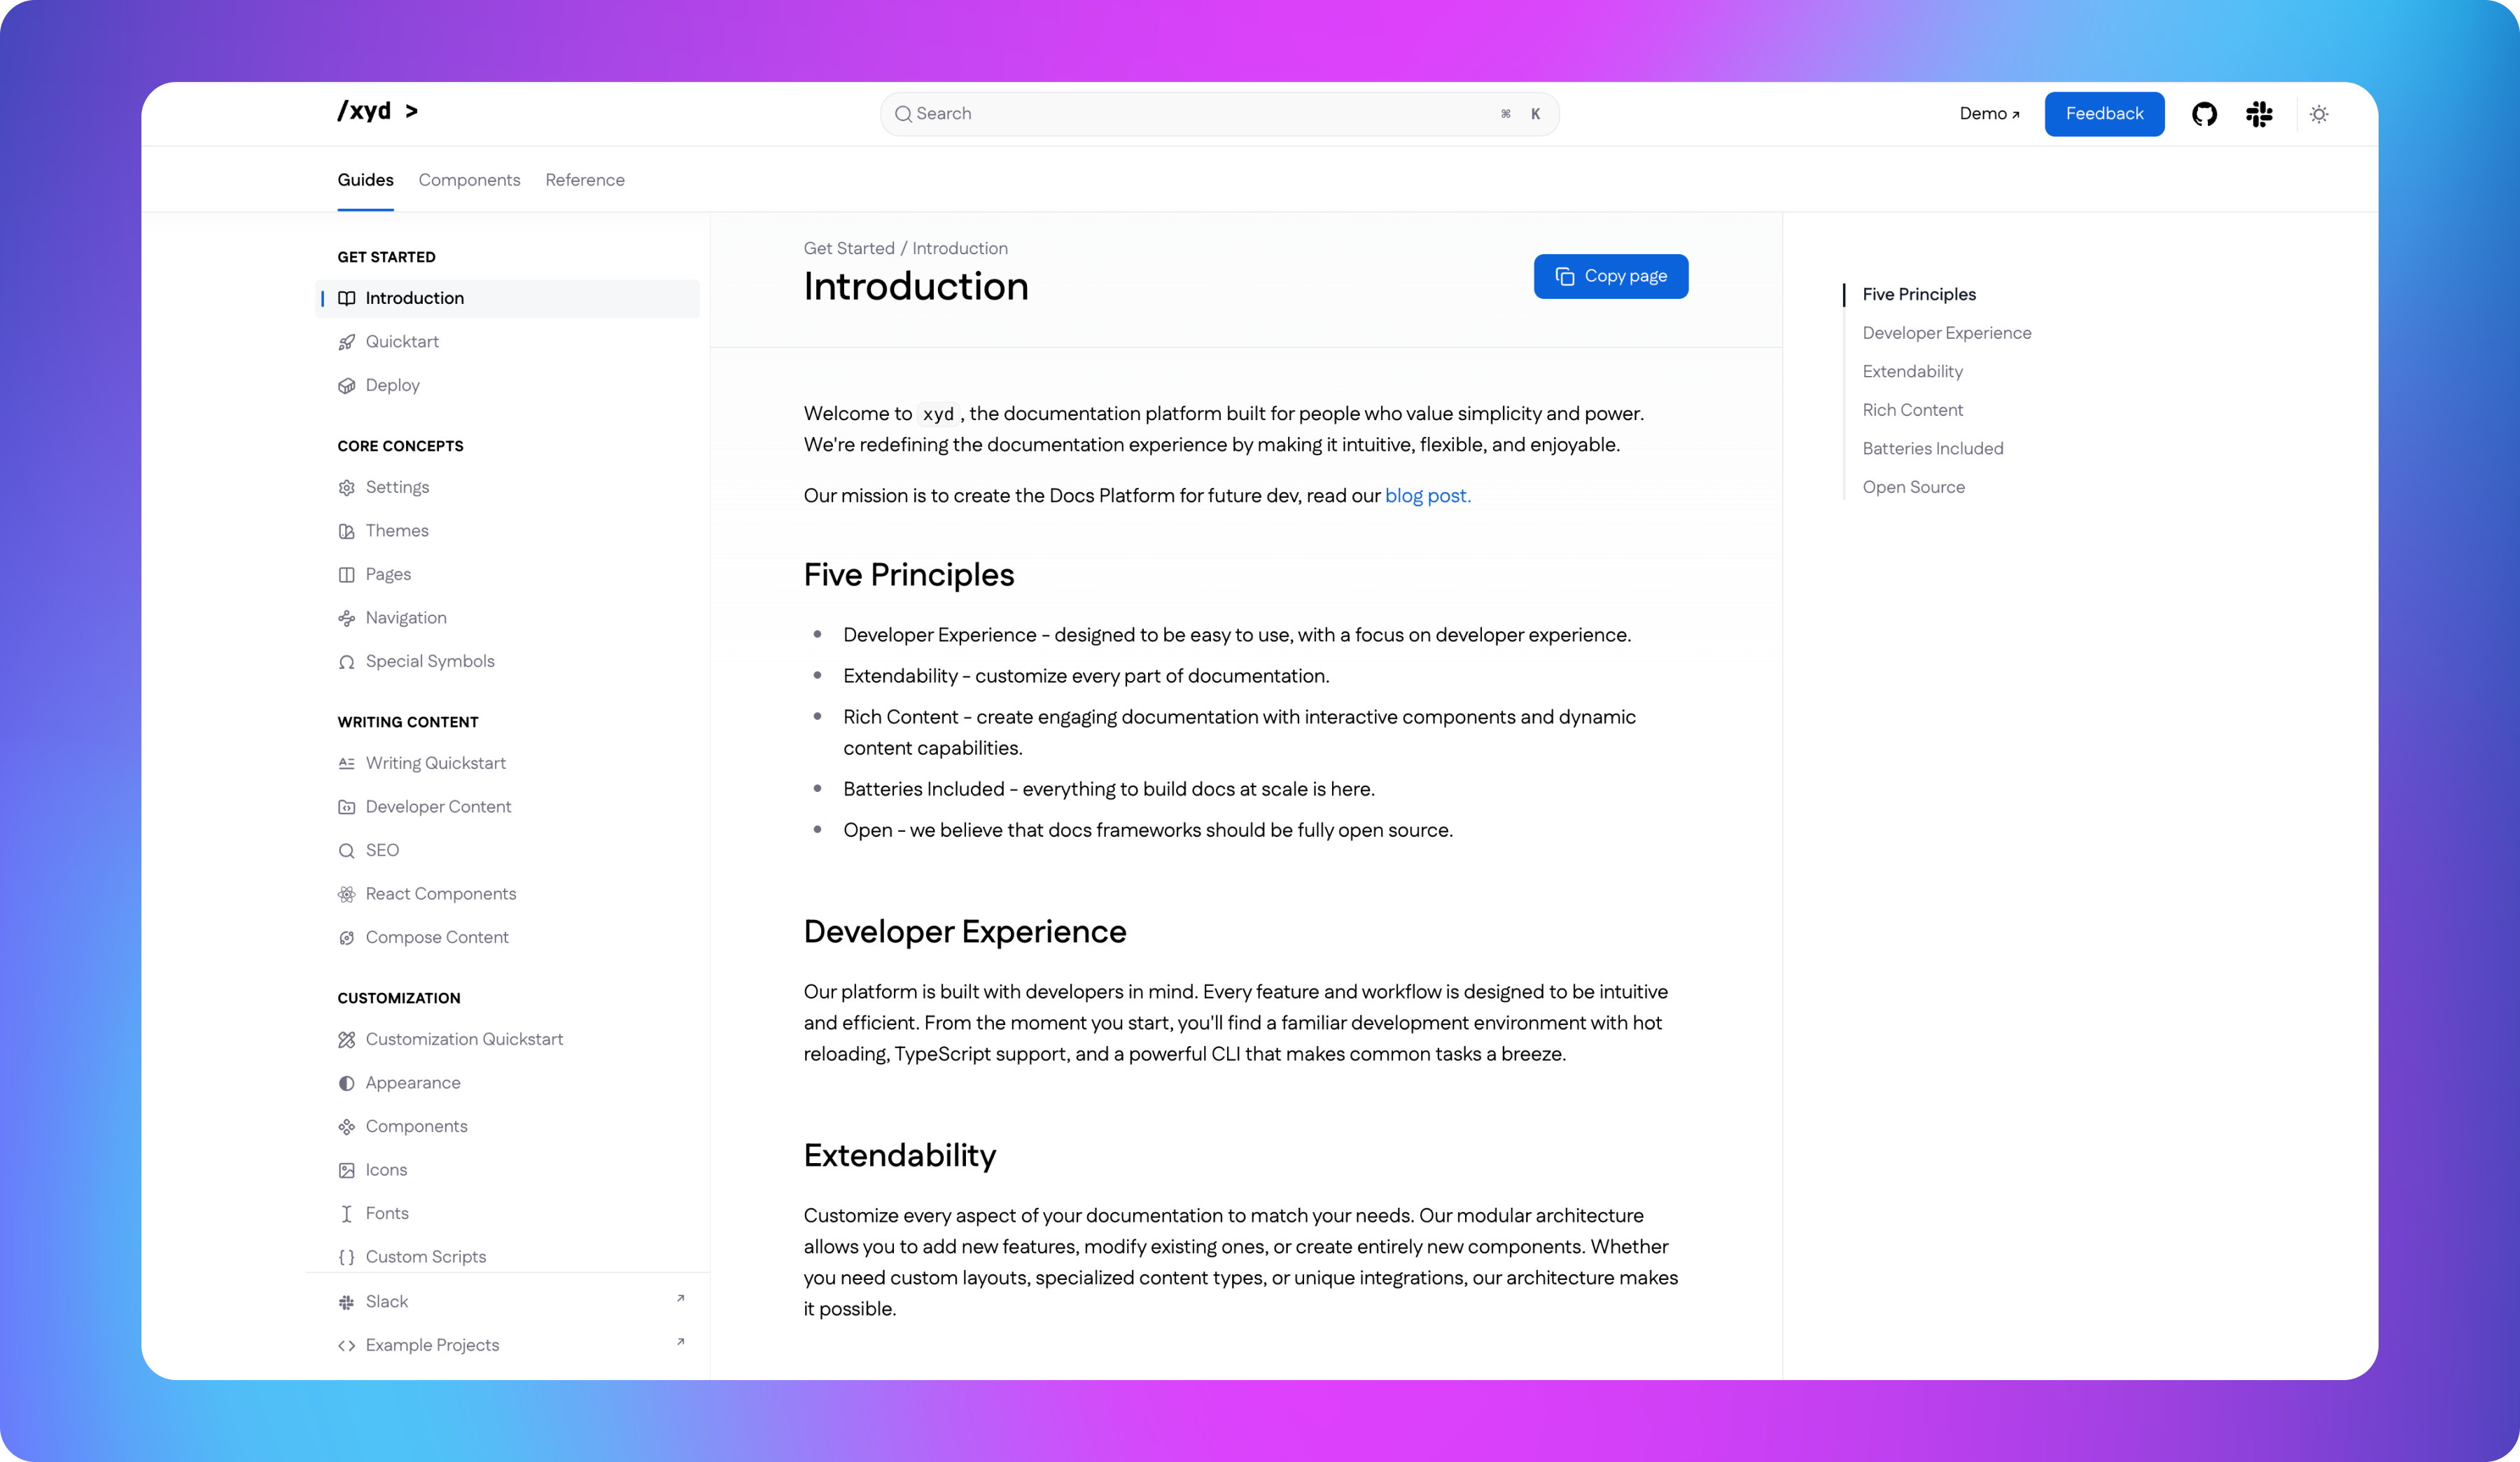 /xyd >
Search
⌘ K
Demo ↗
Feedback
Guides
Components
Reference
GET STARTED
Introduction
Quicktart
Deploy
CORE CONCEPTS
Settings
Themes
Pages
Navigation
Special Symbols
WRITING CONTENT
Writing Quickstart
Developer Content
SEO
React Components
Compose Content
CUSTOMIZATION
Customization Quickstart
Appearance
Components
Icons
Fonts
Custom Scripts
Slack
Example Projects
Get Started / Introduction
Introduction
Copy page
Welcome to xyd, the documentation platform built for people who value simplicity and power.
We're redefining the documentation experience by making it intuitive, flexible, and enjoyable.
Our mission is to create the Docs Platform for future dev, read our blog post.
Five Principles
• Developer Experience - designed to be easy to use, with a focus on developer experience.
• Extendability - customize every part of documentation.
• Rich Content - create engaging documentation with interactive components and dynamic
content capabilities.
• Batteries Included - everything to build docs at scale is here.
• Open - we believe that docs frameworks should be fully open source.
Developer Experience
Our platform is built with developers in mind. Every feature and workflow is designed to be intuitive
and efficient. From the moment you start, you'll find a familiar development environment with hot
reloading, TypeScript support, and a powerful CLI that makes common tasks a breeze.
Extendability
Customize every aspect of your documentation to match your needs. Our modular architecture
allows you to add new features, modify existing ones, or create entirely new components. Whether
you need custom layouts, specialized content types, or unique integrations, our architecture makes
it possible.
Five Principles
Developer Experience
Extendability
Rich Content
Batteries Included
Open Source